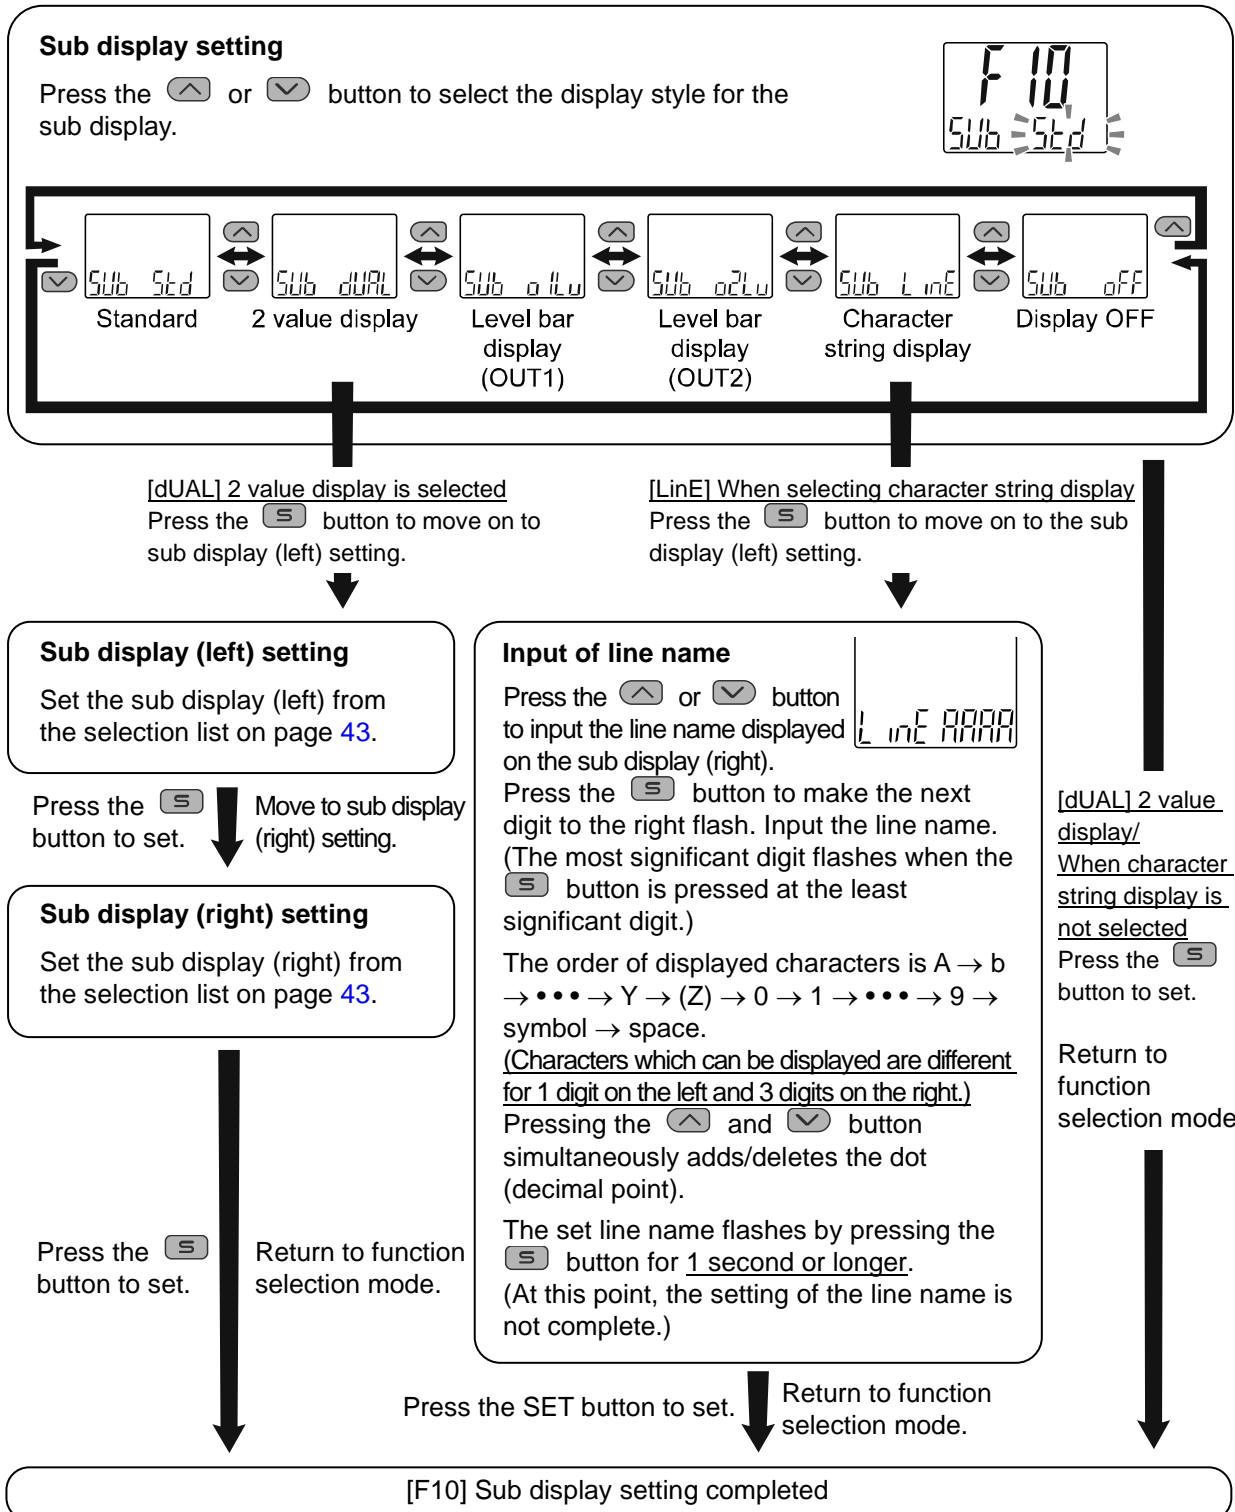 Sub display setting
Press the or button to select the display style for the
sub display.
F10
SUb Std
SUb Std
SUb dUAL
SUb o1Lv
SUb o2Lv
SUb LinE
SUb oFF
Standard
2 value display
Level bar
display
(OUT1)
Level bar
display
(OUT2)
Character
string display
Display OFF
[dUAL] 2 value display is selected
Press the S button to move on to
sub display (left) setting.
[LinE] When selecting character string display
Press the S button to move on to the sub
display (left) setting.
Sub display (left) setting
Set the sub display (left) from
the selection list on page 43.
Press the S
button to set.
Move to sub display
(right) setting.
Sub display (right) setting
Set the sub display (right) from
the selection list on page 43.
Press the S
button to set.
Return to function
selection mode.
Input of line name
Press the or button
to input the line name displayed
on the sub display (right).
LinE AAAA
Press the S button to make the next
digit to the right flash. Input the line name.
(The most significant digit flashes when the
S button is pressed at the least
significant digit.)
The order of displayed characters is A → b
→ • • • → Y → (Z) → 0 → 1 → • • • → 9 →
symbol → space.
(Characters which can be displayed are different
for 1 digit on the left and 3 digits on the right.)
Pressing the and button
simultaneously adds/deletes the dot
(decimal point).
The set line name flashes by pressing the
S button for 1 second or longer.
(At this point, the setting of the line name is
not complete.)
Press the SET button to set.
Return to function
selection mode.
[dUAL] 2 value
display/
When character
string display is
not selected
Press the S
button to set.
Return to
function
selection mode
[F10] Sub display setting completed